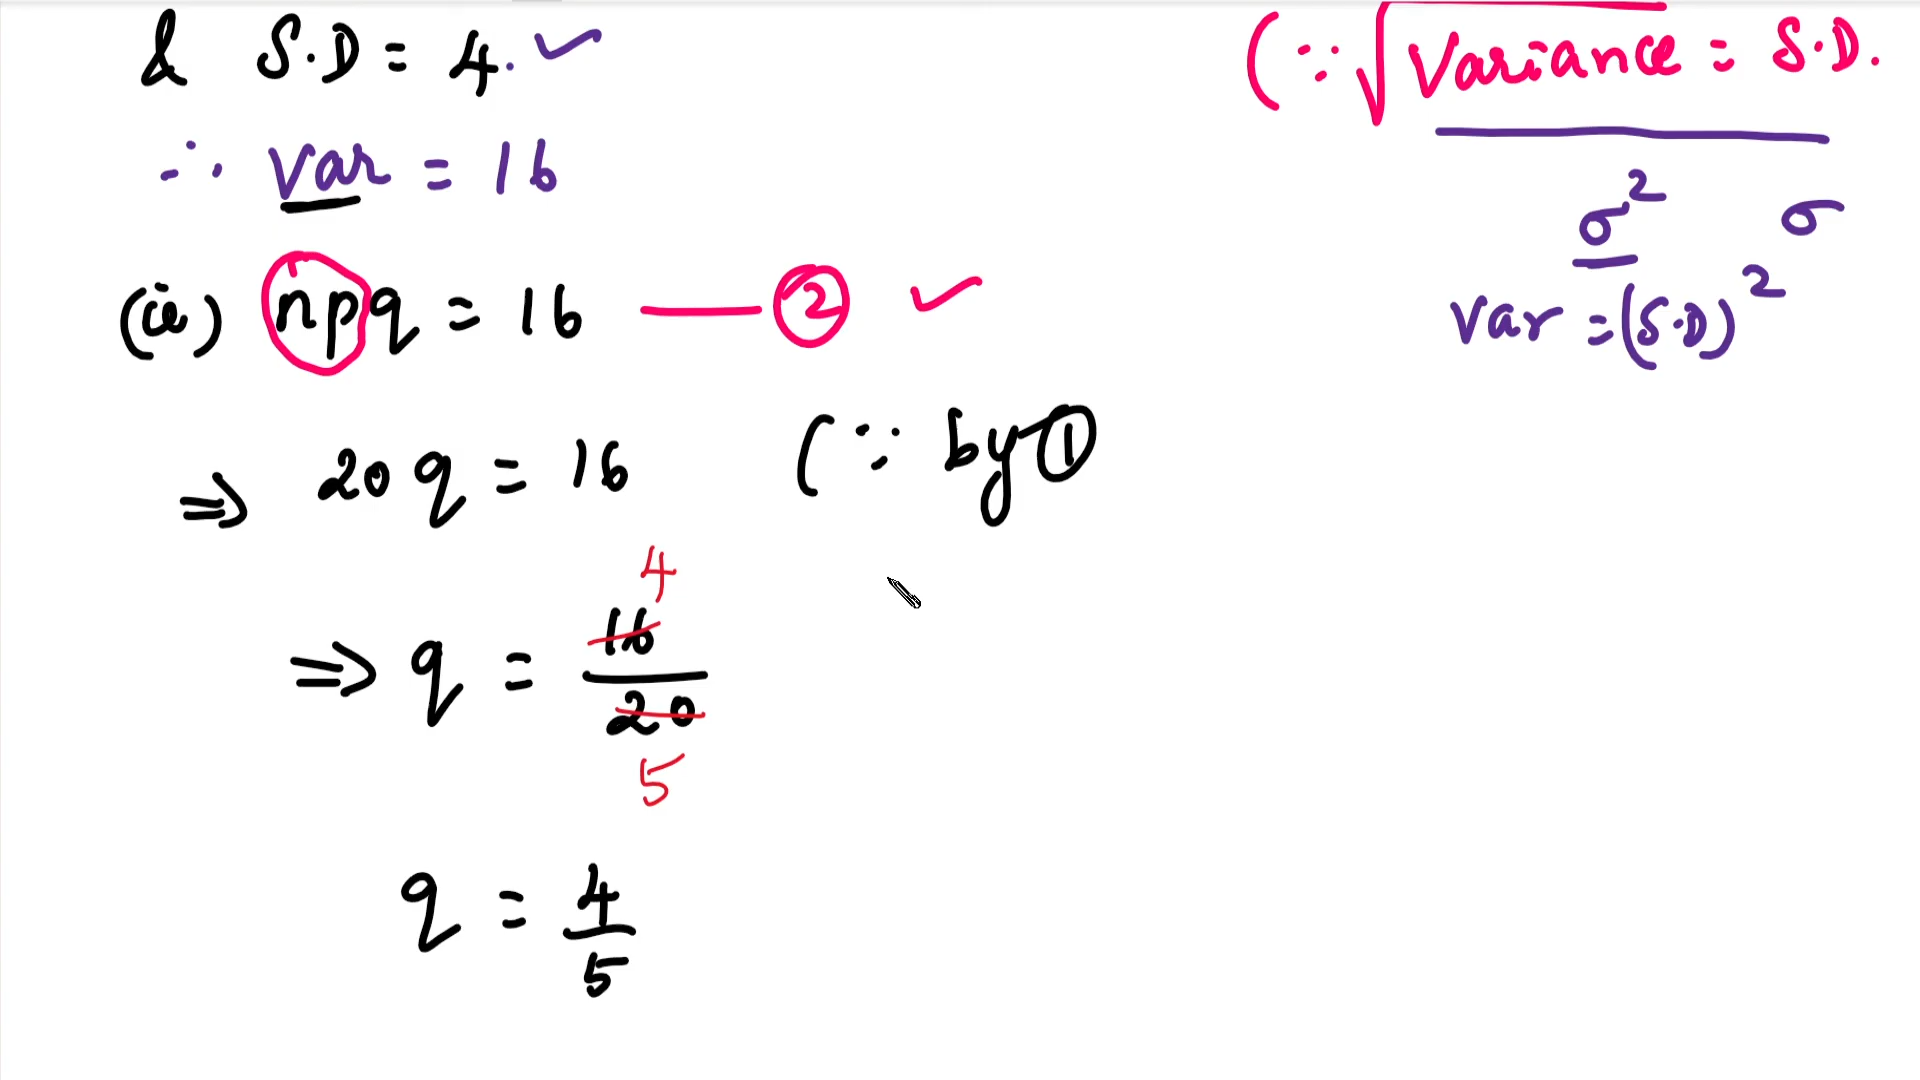 & S.D = 4. ✓
(∵ √Variance = S.D.
∴ Var = 16
σ² σ
(ie) npq = 16 —— ② ✓
Var = (S.D)²
⇒ 20q = 16 (∵ by ①
4
⇒ q = 16/20
5
q = 4/5